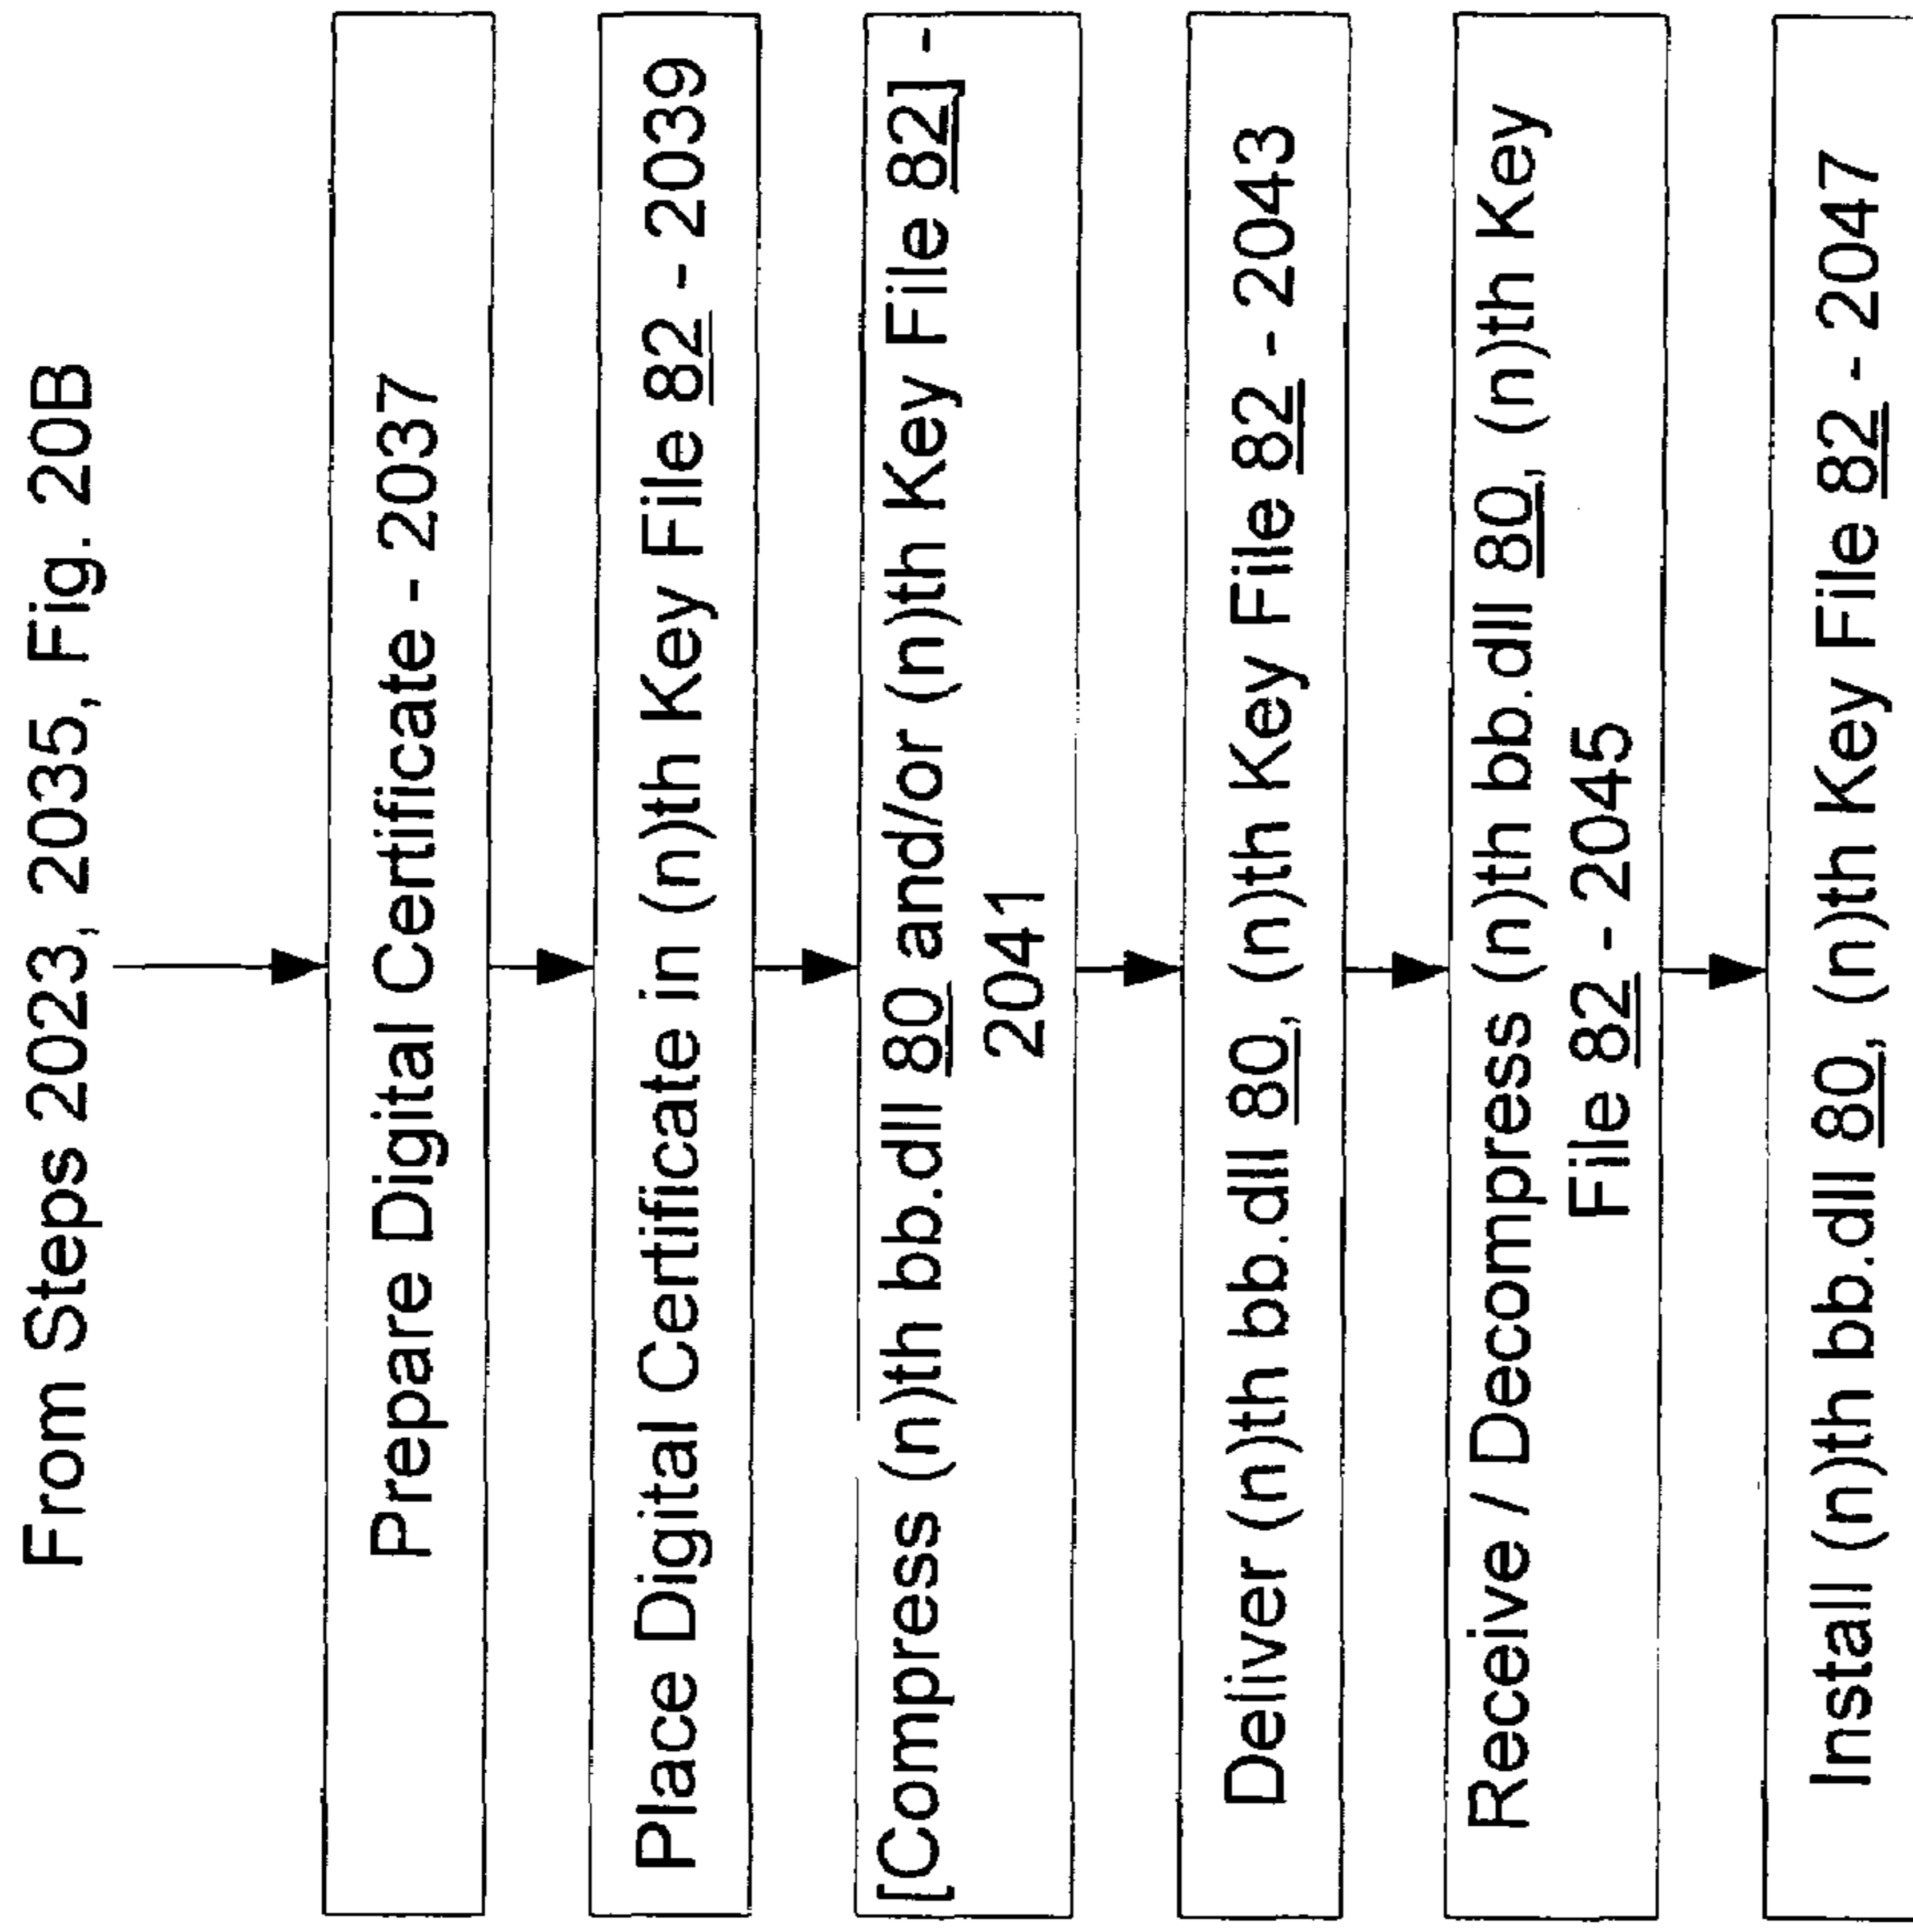 From Steps 2023, 2035, Fig. 20B
Prepare Digital Certificate - 2037
Place Digital Certificate in (n)th Key File 82 - 2039
[Compress (n)th bb.dll 80 and/or (n)th Key File 82] -
2041
Deliver (n)th bb.dll 80, (n)th Key File 82 - 2043
Receive / Decompress (n)th bb.dll 80, (n)th Key
File 82 - 2045
Install (n)th bb.dll 80, (n)th Key File 82 - 2047